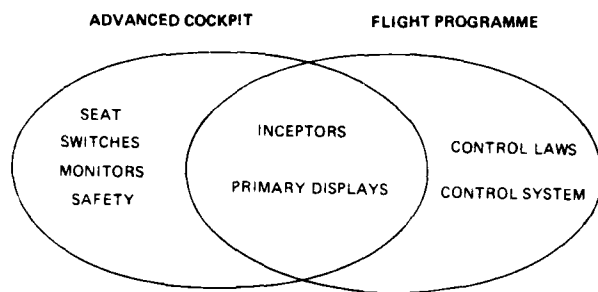 ADVANCED COCKPIT
FLIGHT PROGRAMME
SEAT
SWITCHES
MONITORS
SAFETY
INCEPTORS
PRIMARY DISPLAYS
CONTROL LAWS
CONTROL SYSTEM